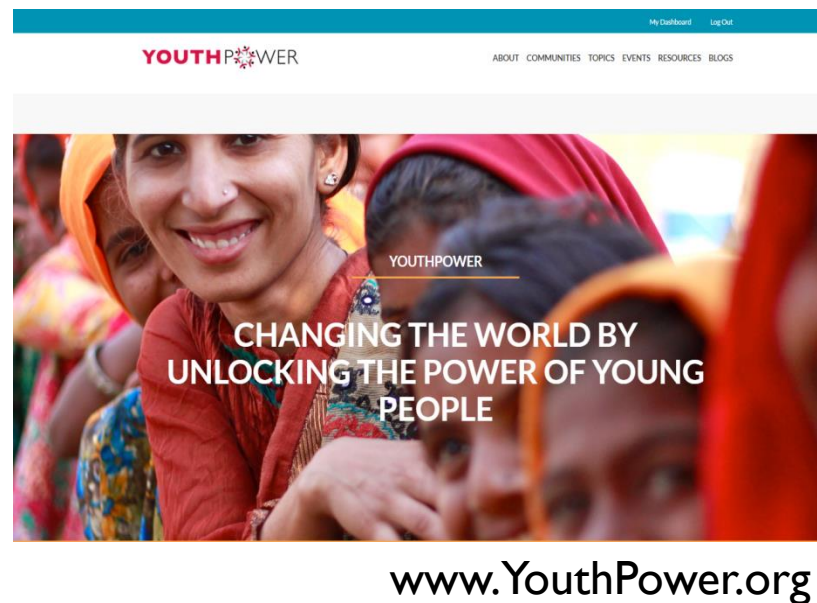 My Dashboard Log Out
YOUTHPOWER
ABOUT COMMUNITIES TOPICS EVENTS RESOURCES BLOGS
YOUTHPOWER
CHANGING THE WORLD BY
UNLOCKING THE POWER OF YOUNG
PEOPLE
www.YouthPower.org